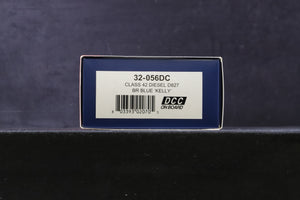 32-056DC
CLASS 42 DIESEL D827
BR BLUE 'KELLY'
DCC
ON BOARD